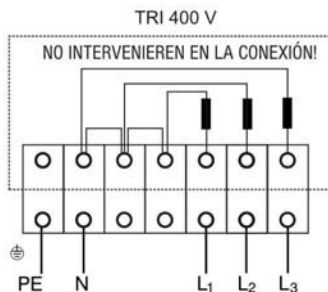 TRI 400 V
NO INTERVENIEREN EN LA CONEXIÓN!
PE N L1 L2 L3